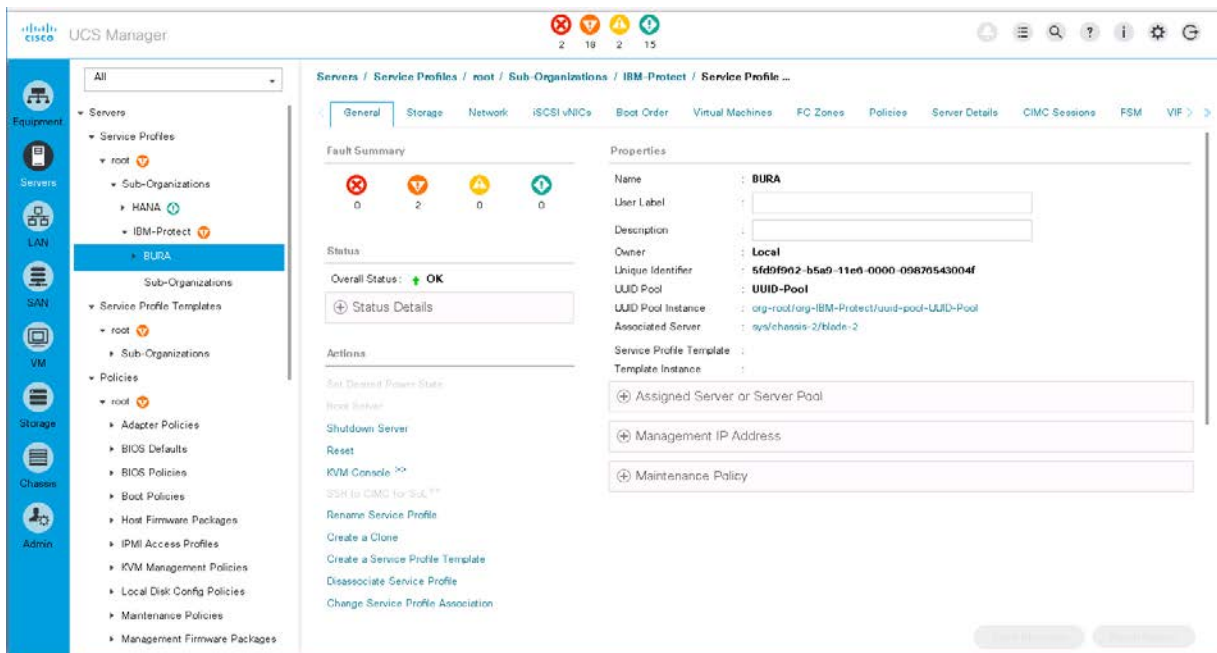 cisco UCS Manager
2 18 2 15
Equipment
Servers
LAN
SAN
VM
Storage
Chassis
Admin
All
Servers
Service Profiles
root
Sub-Organizations
HANA
IBM-Protect
BURA
Sub-Organizations
Service Profile Templates
root
Sub-Organizations
Policies
root
Adapter Policies
BIOS Defaults
BIOS Policies
Boot Policies
Host Firmware Packages
IPMI Access Profiles
KVM Management Policies
Local Disk Config Policies
Maintenance Policies
Management Firmware Packages
Servers / Service Profiles / root / Sub-Organizations / IBM-Protect / Service Profile ...
General Storage Network iSCSI vNICs Boot Order Virtual Machines FC Zones Policies Server Details CIMC Sessions FSM VIF
Fault Summary
0 2 0 0
Status
Overall Status : OK
Status Details
Actions
Set Desired Power State
Boot Server
Shutdown Server
Reset
KVM Console >>
SSH to CIMC for SoL >>
Rename Service Profile
Create a Clone
Create a Service Profile Template
Disassociate Service Profile
Change Service Profile Association
Properties
Name : BURA
User Label :
Description :
Owner : Local
Unique Identifier : 5fd9f962-b5a9-11e6-0000-09876543004f
UUID Pool : UUID-Pool
UUID Pool Instance : org-root/org-IBM-Protect/uuid-pool-UUID-Pool
Associated Server : sys/chassis-2/blade-2
Service Profile Template :
Template Instance :
Assigned Server or Server Pool
Management IP Address
Maintenance Policy